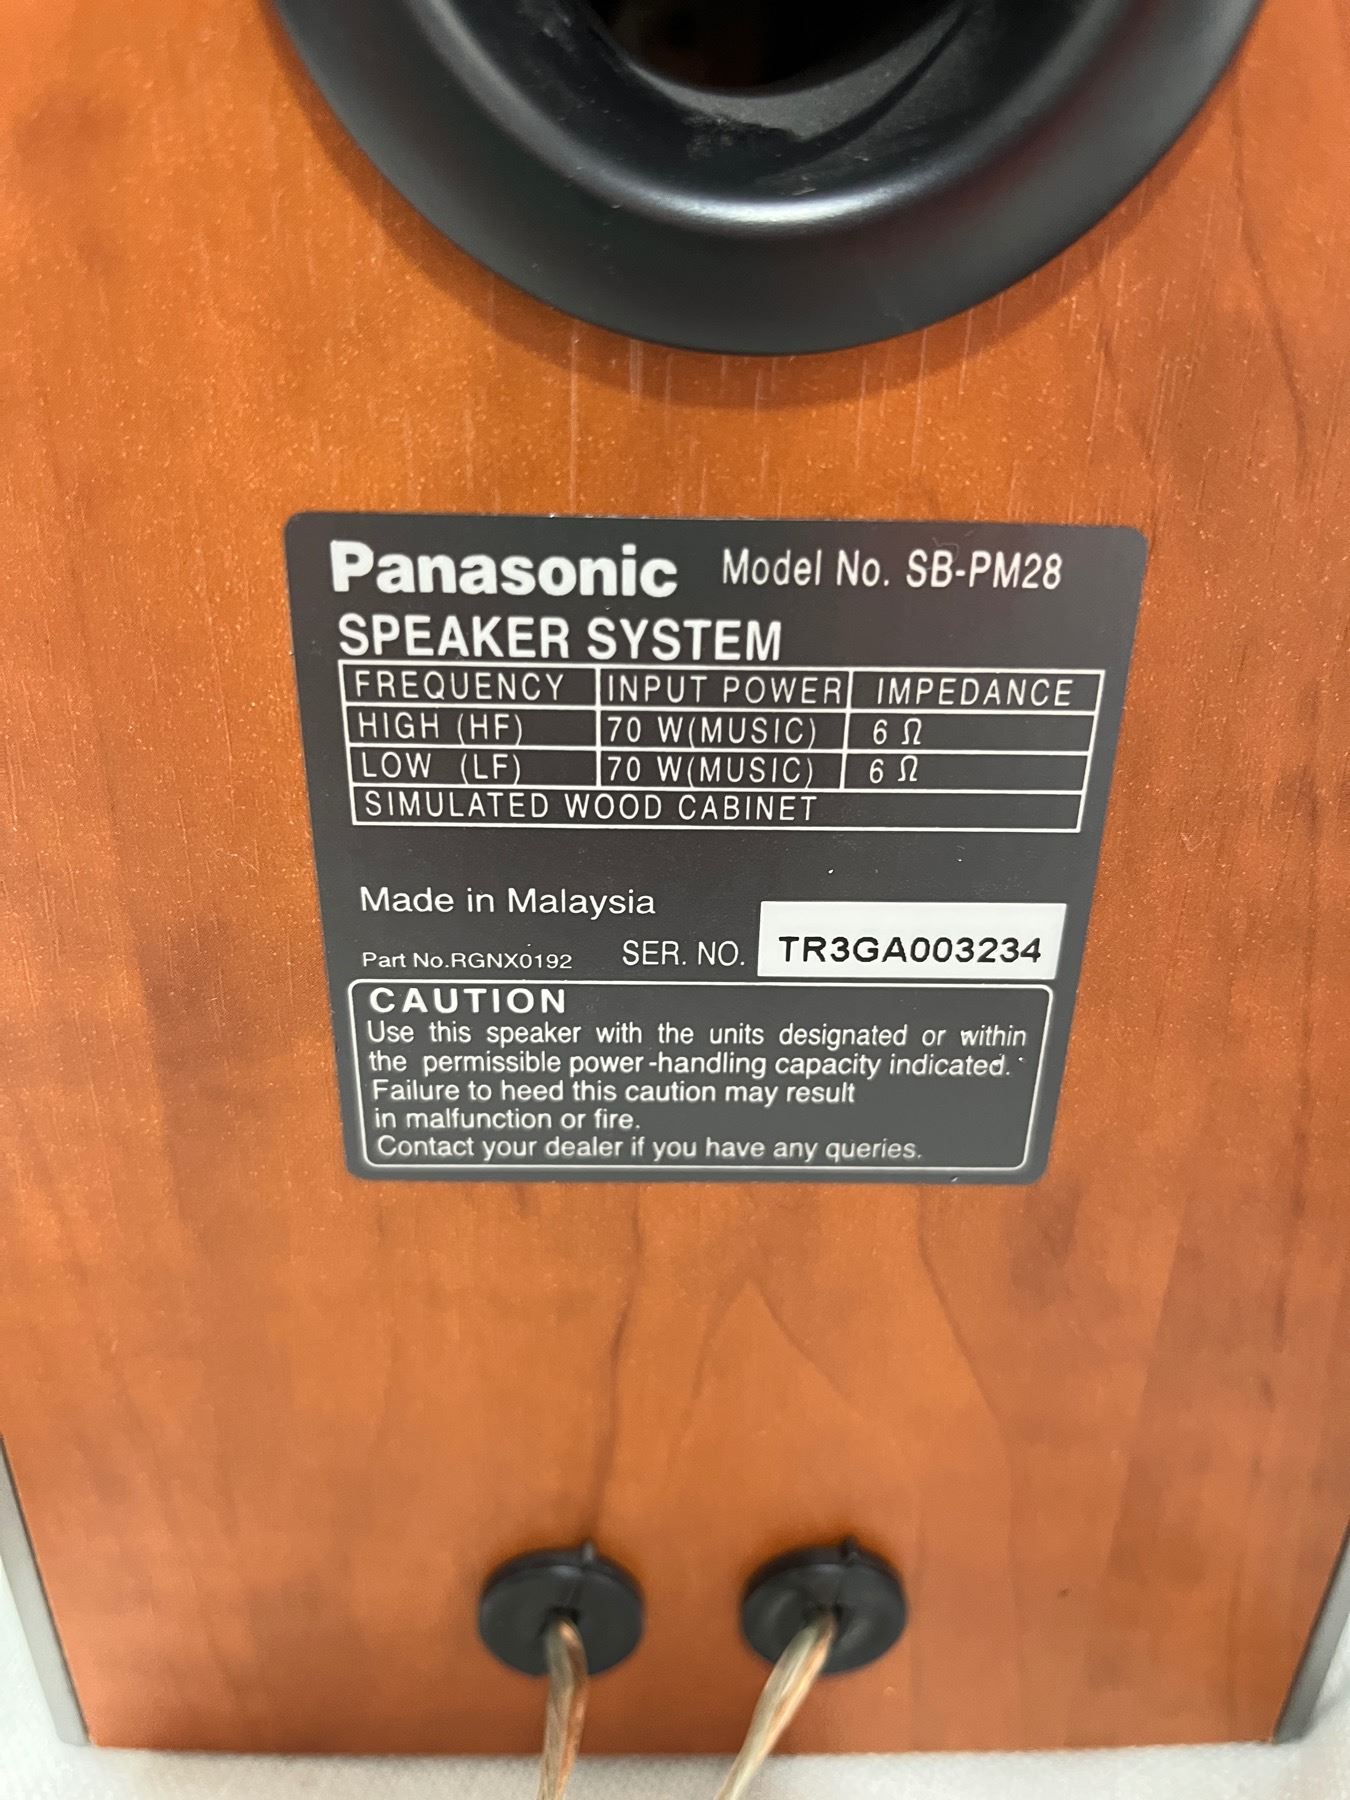 Panasonic Model No. SB-PM28
SPEAKER SYSTEM
FREQUENCY INPUT POWER IMPEDANCE
HIGH (HF) 70 W(MUSIC) 6 Ω
LOW (LF) 70 W(MUSIC) 6 Ω
SIMULATED WOOD CABINET
Made in Malaysia
Part No.RGNX0192 SER. NO. TR3GA003234
CAUTION
Use this speaker with the units designated or within
the permissible power-handling capacity indicated.
Failure to heed this caution may result
in malfunction or fire.
Contact your dealer if you have any queries.